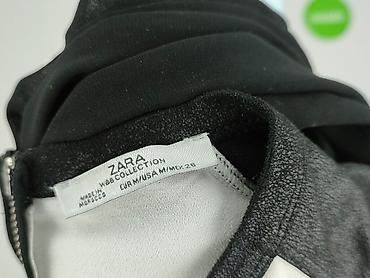 ZARA
W&B COLLECTION
MADE IN
MOROCCO
EUR M/USA M/MEX 28